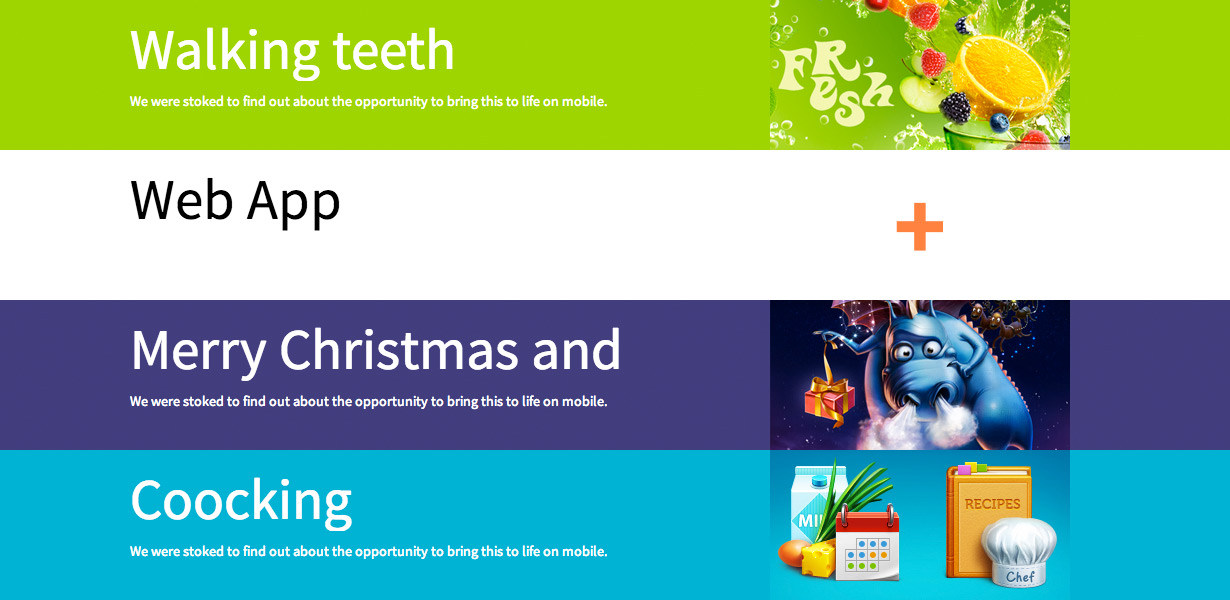 Walking teeth
We were stoked to find out about the opportunity to bring this to life on mobile.
FResh
Web App
Merry Christmas and
We were stoked to find out about the opportunity to bring this to life on mobile.
Coocking
We were stoked to find out about the opportunity to bring this to life on mobile.
MIL
RECIPES
Chef